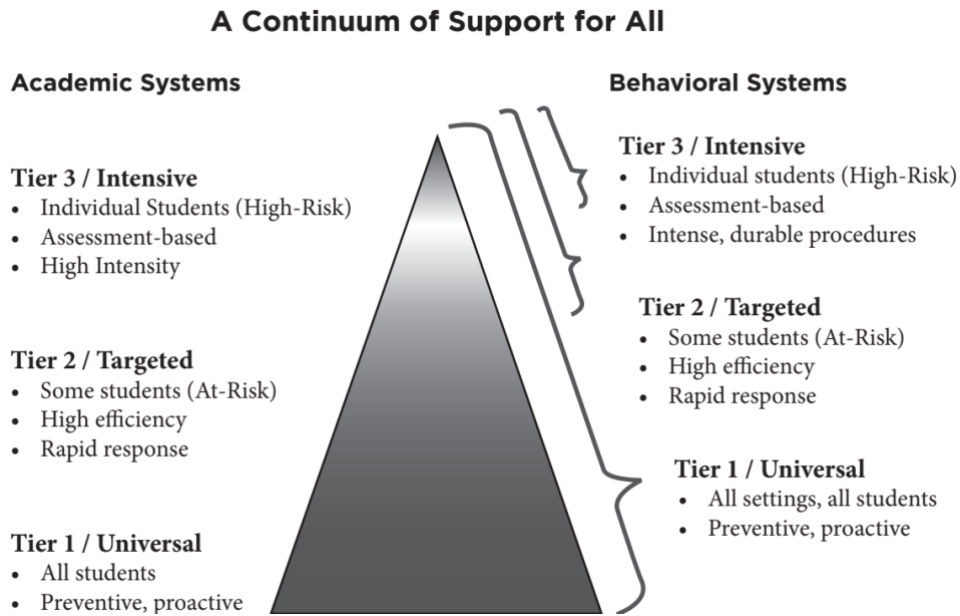 A Continuum of Support for All
Academic Systems
Tier 3 / Intensive
• Individual Students (High-Risk)
• Assessment-based
• High Intensity
Tier 2 / Targeted
• Some students (At-Risk)
• High efficiency
• Rapid response
Tier 1 / Universal
• All students
• Preventive, proactive
Behavioral Systems
Tier 3 / Intensive
• Individual students (High-Risk)
• Assessment-based
• Intense, durable procedures
Tier 2 / Targeted
• Some students (At-Risk)
• High efficiency
• Rapid response
Tier 1 / Universal
• All settings, all students
• Preventive, proactive